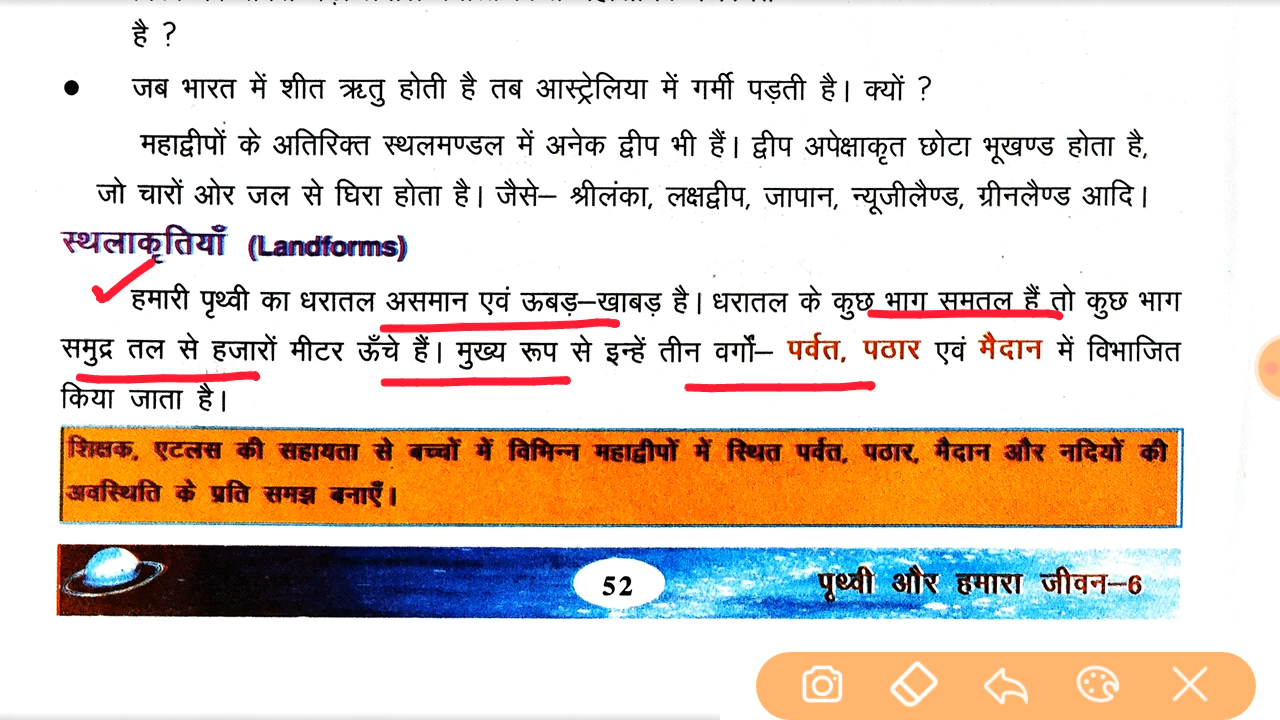 है ?
● जब भारत में शीत ऋतु होती है तब आस्ट्रेलिया में गर्मी पड़ती है। क्यों ?
महाद्वीपों के अतिरिक्त स्थलमण्डल में अनेक द्वीप भी हैं। द्वीप अपेक्षाकृत छोटा भूखण्ड होता है,
जो चारों ओर जल से घिरा होता है। जैसे– श्रीलंका, लक्षद्वीप, जापान, न्यूजीलैण्ड, ग्रीनलैण्ड आदि।
स्थलाकृतियाँ (Landforms)
हमारी पृथ्वी का धरातल असमान एवं ऊबड़–खाबड़ है। धरातल के कुछ भाग समतल हैं तो कुछ भाग
समुद्र तल से हजारों मीटर ऊँचे हैं। मुख्य रूप से इन्हें तीन वर्गों– पर्वत, पठार एवं मैदान में विभाजित
किया जाता है।
शिक्षक, एटलस की सहायता से बच्चों में विभिन्न महाद्वीपों में स्थित पर्वत, पठार, मैदान और नदियों की
अवस्थिति के प्रति समझ बनाएँ।
52
पृथ्वी और हमारा जीवन–6